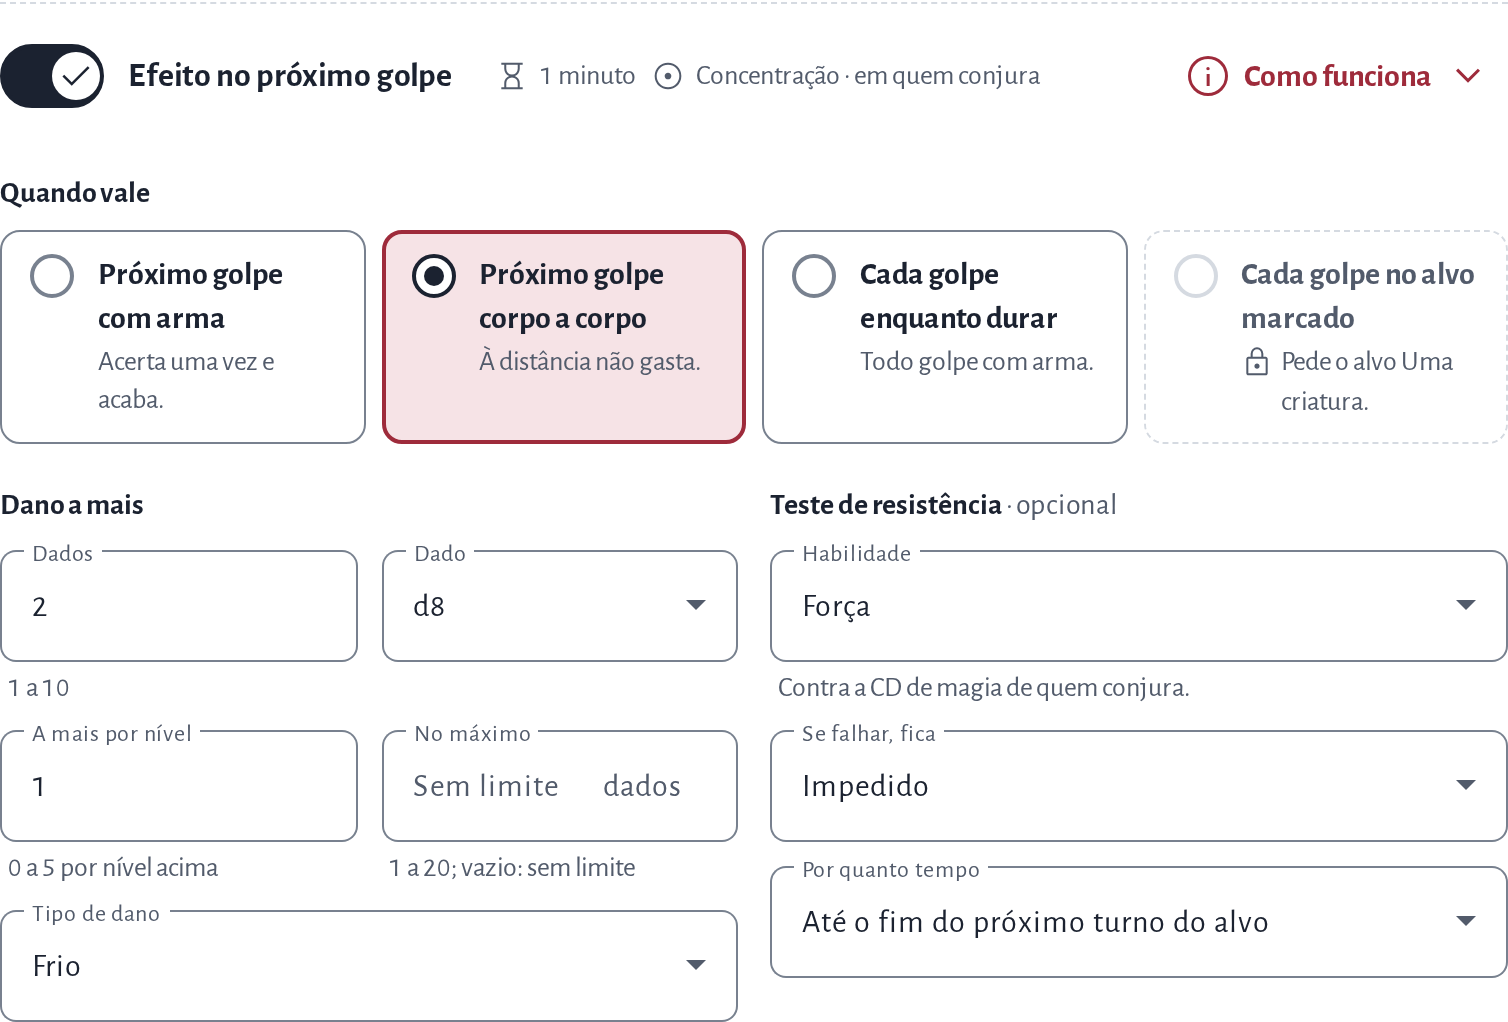 Efeito no próximo golpe
1 minuto
Concentração · em quem conjura
Como funciona
Quando vale
Próximo golpe
com arma
Acerta uma vez e
acaba.
Próximo golpe
corpo a corpo
À distância não gasta.
Cada golpe
enquanto durar
Todo golpe com arma.
Cada golpe no alvo
marcado
Pede o alvo Uma
criatura.
Dano a mais
Dados
2
1 a 10
Dado
d8
A mais por nível
1
0 a 5 por nível acima
No máximo
Sem limite dados
1 a 20; vazio: sem limite
Tipo de dano
Frio
Teste de resistência · opcional
Habilidade
Força
Contra a CD de magia de quem conjura.
Se falhar, fica
Impedido
Por quanto tempo
Até o fim do próximo turno do alvo